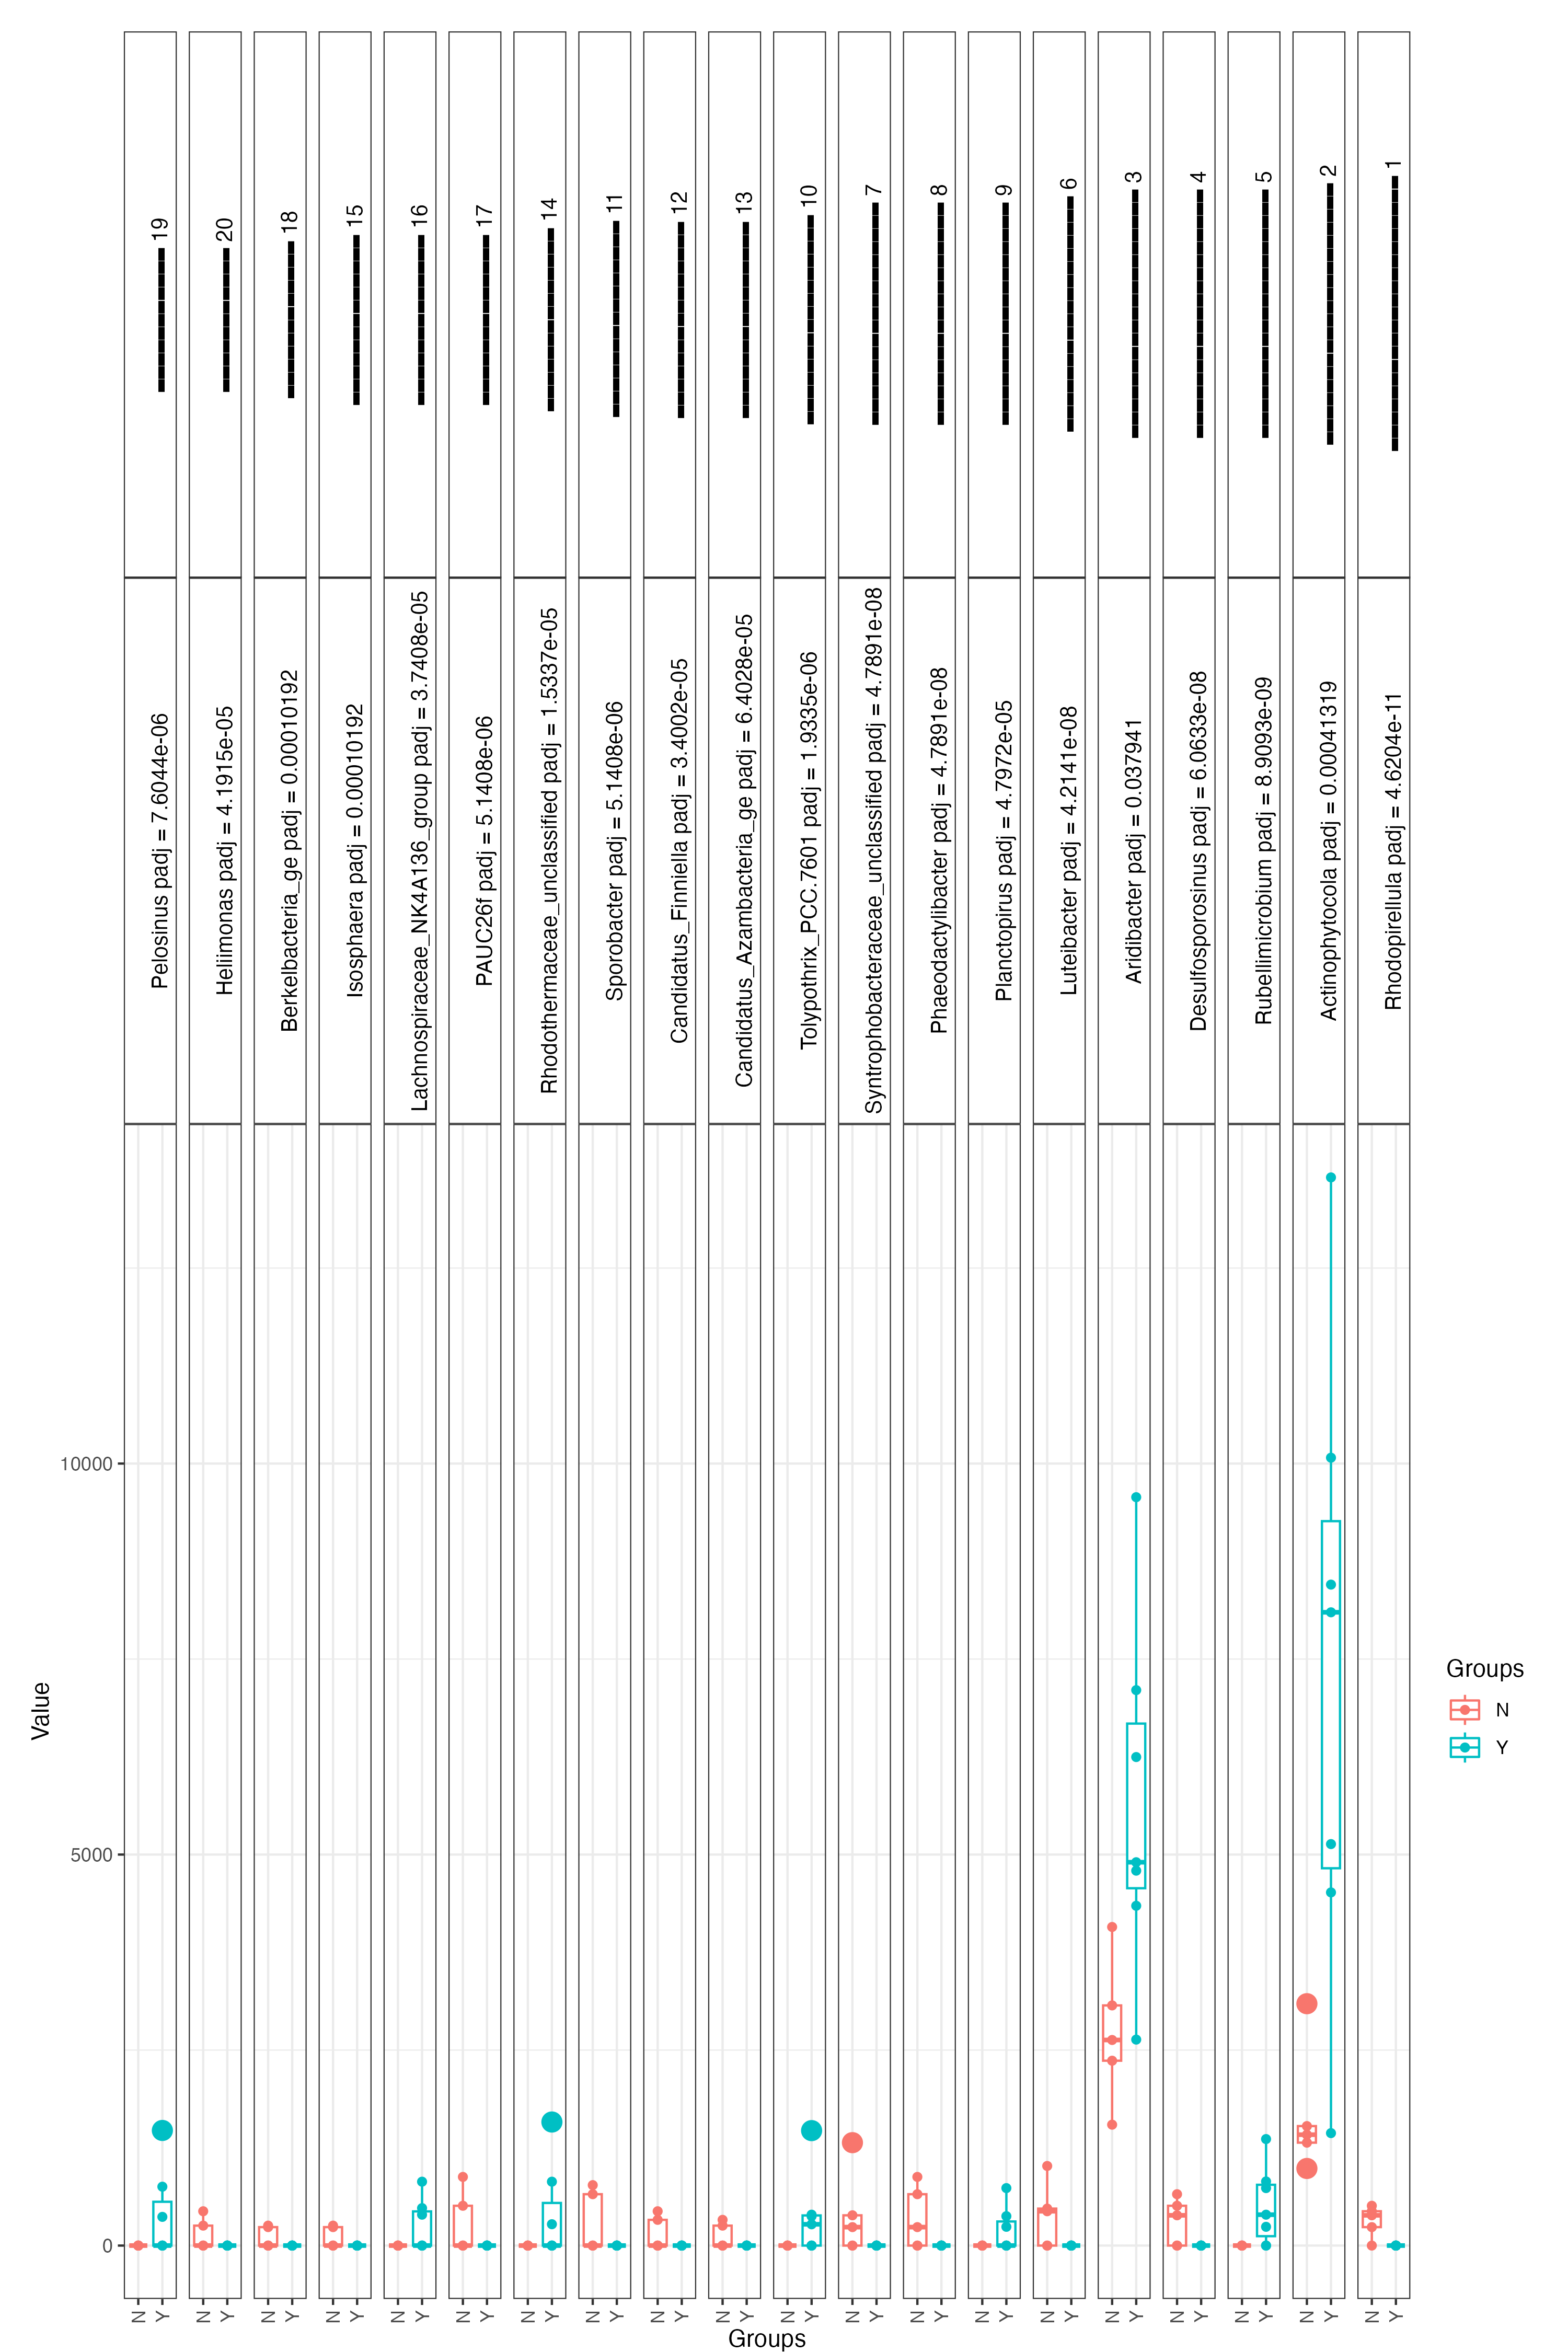 19
20
18
15
16
17
14
11
12
13
10
7
8
9
6
3
4
5
2
1
Pelosinus padj = 7.6044e-06
Heliimonas padj = 4.1915e-05
Berkelbacteria_ge padj = 0.00010192
Isosphaera padj = 0.00010192
Lachnospiraceae_NK4A136_group padj = 3.7408e-05
PAUC26f padj = 5.1408e-06
Rhodothermaceae_unclassified padj = 1.5337e-05
Sporobacter padj = 5.1408e-06
Candidatus_Finniella padj = 3.4002e-05
Candidatus_Azambacteria_ge padj = 6.4028e-05
Tolypothrix_PCC.7601 padj = 1.9335e-06
Syntrophobacteraceae_unclassified padj = 4.7891e-08
Phaeodactylibacter padj = 4.7891e-08
Planctopirus padj = 4.7972e-05
Luteibacter padj = 4.2141e-08
Aridibacter padj = 0.037941
Desulfosporosinus padj = 6.0633e-08
Rubellimicrobium padj = 8.9093e-09
Actinophytocola padj = 0.00041319
Rhodopirellula padj = 4.6204e-11
Value
10000
5000
0
N Y N Y N Y N Y N Y N Y N Y N Y N Y N Y N Y N Y N Y N Y N Y N Y N Y N Y N Y N Y
Groups
Groups
N
Y